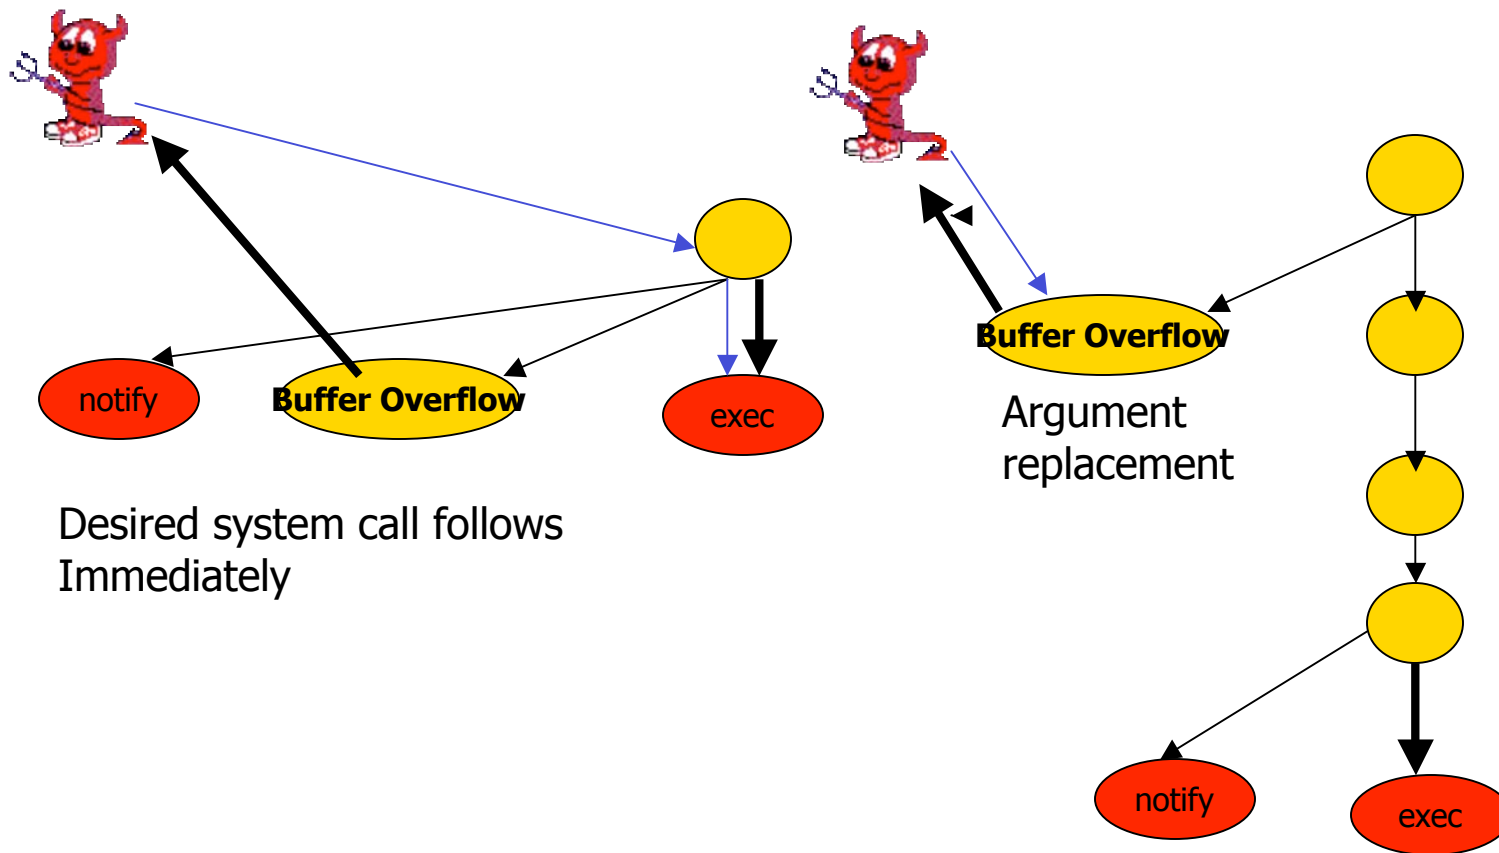 notify
Buffer Overflow
exec
Desired system call follows
Immediately
Buffer Overflow
Argument
replacement
notify
exec